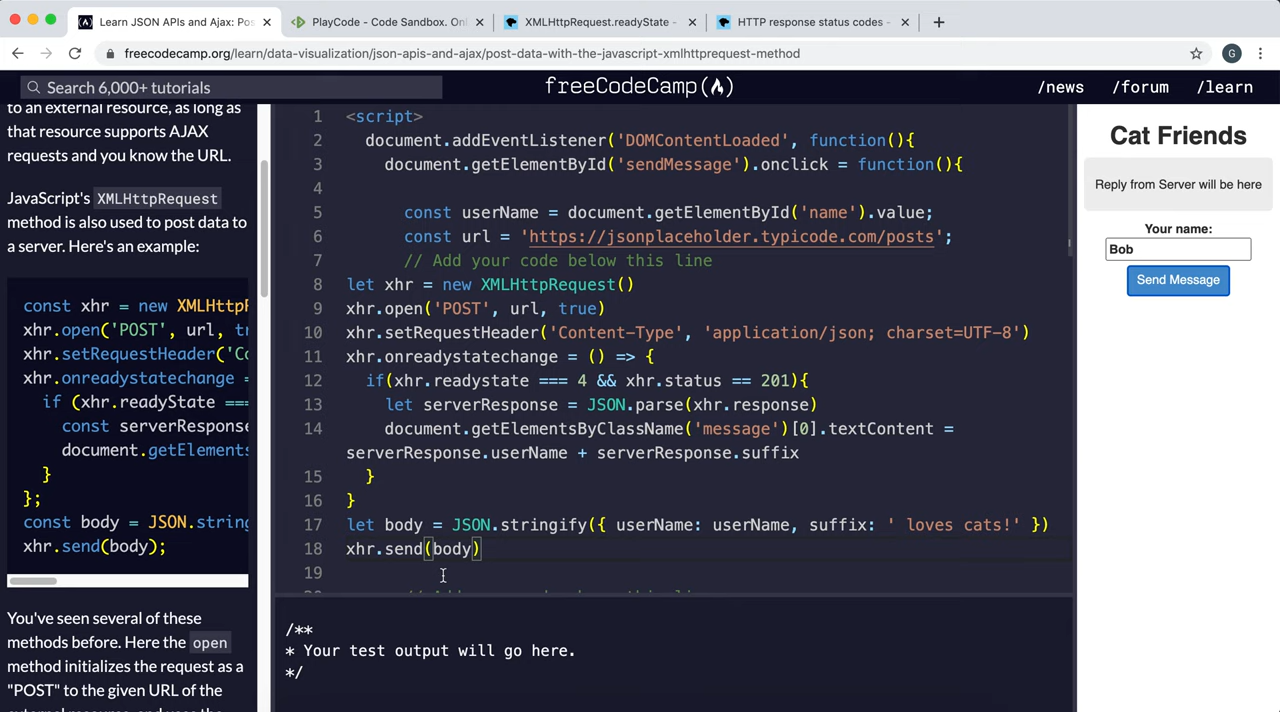 Learn JSON APIs and Ajax: Pos
PlayCode - Code Sandbox. Onl
XMLHttpRequest.readyState -
HTTP response status codes -
freecodecamp.org/learn/data-visualization/json-apis-and-ajax/post-data-with-the-javascript-xmlhttprequest-method
G
Search 6,000+ tutorials
freeCodeCamp
/news
/forum
/learn
to an external resource, as long as
that resource supports AJAX
requests and you know the URL.
JavaScript's XMLHttpRequest
method is also used to post data to
a server. Here's an example:
const xhr = new XMLHttpR
xhr.open('POST', url, tr
xhr.setRequestHeader('Co
xhr.onreadystatechange =
if (xhr.readyState ===
const serverResponse
document.getElements
}
};
const body = JSON.string
xhr.send(body);
You've seen several of these
methods before. Here the open
method initializes the request as a
"POST" to the given URL of the
1 <script>
2 document.addEventListener('DOMContentLoaded', function(){
3 document.getElementById('sendMessage').onclick = function(){
4
5 const userName = document.getElementById('name').value;
6 const url = 'https://jsonplaceholder.typicode.com/posts';
7 // Add your code below this line
8 let xhr = new XMLHttpRequest()
9 xhr.open('POST', url, true)
10 xhr.setRequestHeader('Content-Type', 'application/json; charset=UTF-8')
11 xhr.onreadystatechange = () => {
12 if(xhr.readystate === 4 && xhr.status == 201){
13 let serverResponse = JSON.parse(xhr.response)
14 document.getElementsByClassName('message')[0].textContent =
serverResponse.userName + serverResponse.suffix
15 }
16 }
17 let body = JSON.stringify({ userName: userName, suffix: ' loves cats!' })
18 xhr.send(body)
19
/**
* Your test output will go here.
*/
Cat Friends
Reply from Server will be here
Your name:
Bob
Send Message